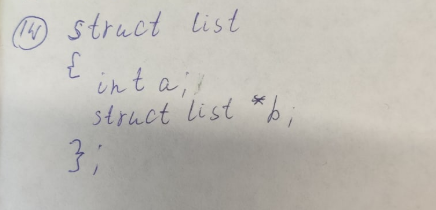 14 struct list
{
int a;
struct list *b;
};